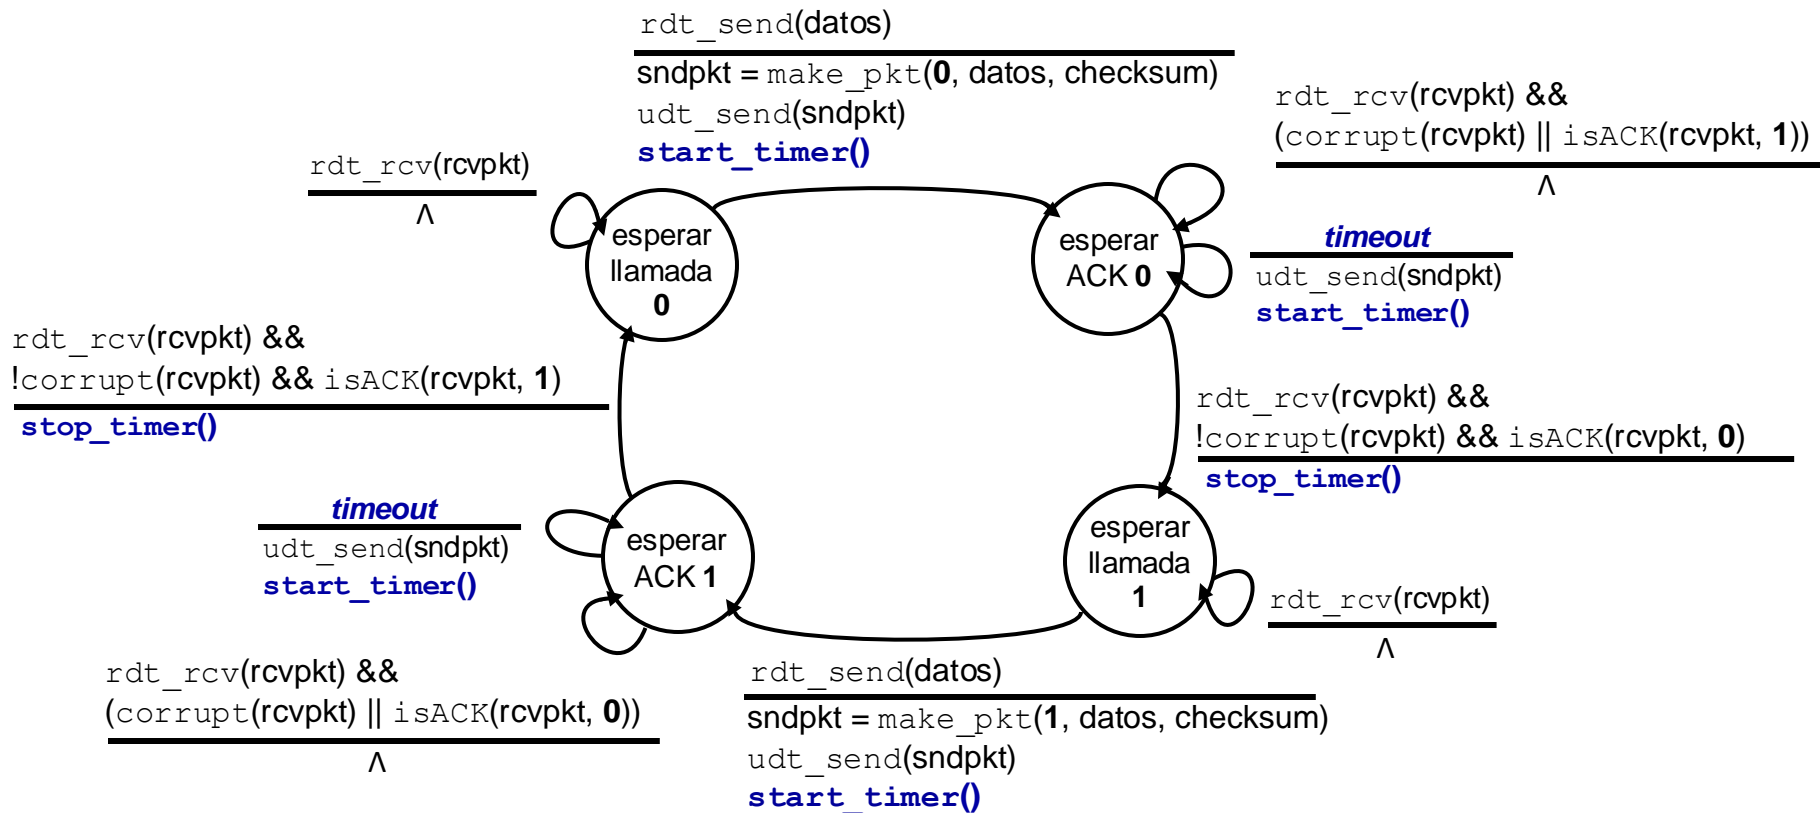 rdt_send(datos)
sndpkt = make_pkt(0, datos, checksum)
udt_send(sndpkt)
start_timer()
rdt_rcv(rcvpkt) &&
(corrupt(rcvpkt) || isACK(rcvpkt, 1))
Λ
rdt_rcv(rcvpkt)
Λ
esperar
llamada
0
esperar
ACK 0
timeout
udt_send(sndpkt)
start_timer()
rdt_rcv(rcvpkt) &&
!corrupt(rcvpkt) && isACK(rcvpkt, 1)
stop_timer()
rdt_rcv(rcvpkt) &&
!corrupt(rcvpkt) && isACK(rcvpkt, 0)
stop_timer()
timeout
udt_send(sndpkt)
start_timer()
esperar
ACK 1
esperar
llamada
1
rdt_rcv(rcvpkt)
Λ
rdt_rcv(rcvpkt) &&
(corrupt(rcvpkt) || isACK(rcvpkt, 0))
Λ
rdt_send(datos)
sndpkt = make_pkt(1, datos, checksum)
udt_send(sndpkt)
start_timer()